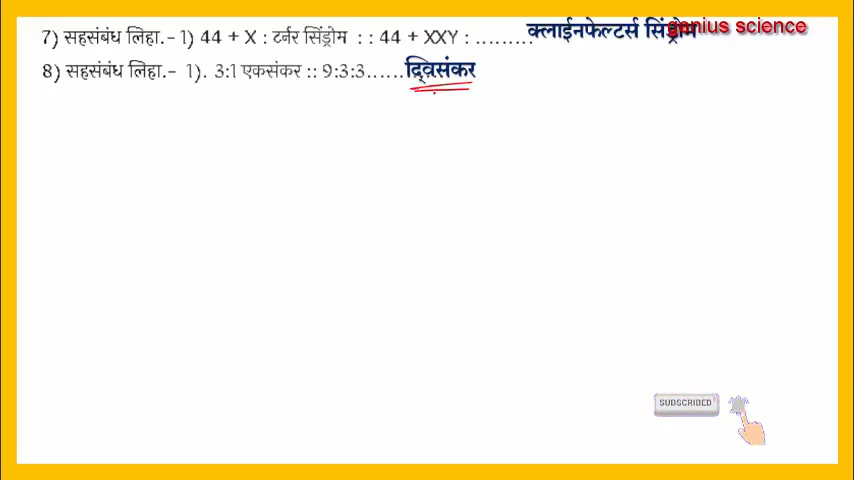 7) सहसंबंध लिहा.- 1) 44 + X : टर्नर सिंड्रीम : : 44 + XXY : ......... क्लाईनफेल्टर्स सिंड्रोम genius science
8) सहसंबंध लिहा.- 1). 3:1 एकसंकर :: 9:3:3......द्विसंकर
SUBSCRIBED